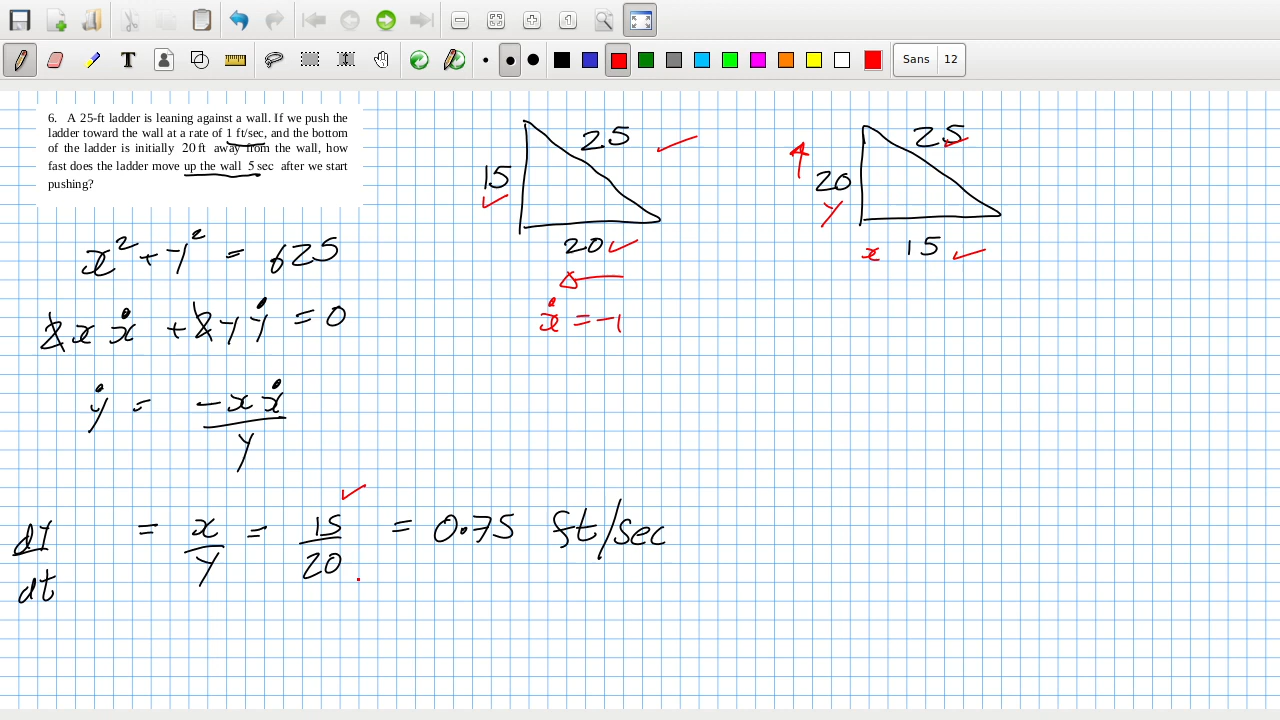 Sans 12
6. A 25-ft ladder is leaning against a wall. If we push the
ladder toward the wall at a rate of 1 ft/sec, and the bottom
of the ladder is initially 20 ft away from the wall, how
fast does the ladder move up the wall 5 sec after we start
pushing?
25
15
20
ẋ = -1
25
20
y
x 15
x² + y² = 625
2xẋ + 2yẏ = 0
ẏ = -xẋ / y
dy/dt = x/y = 15/20 = 0.75 ft/sec